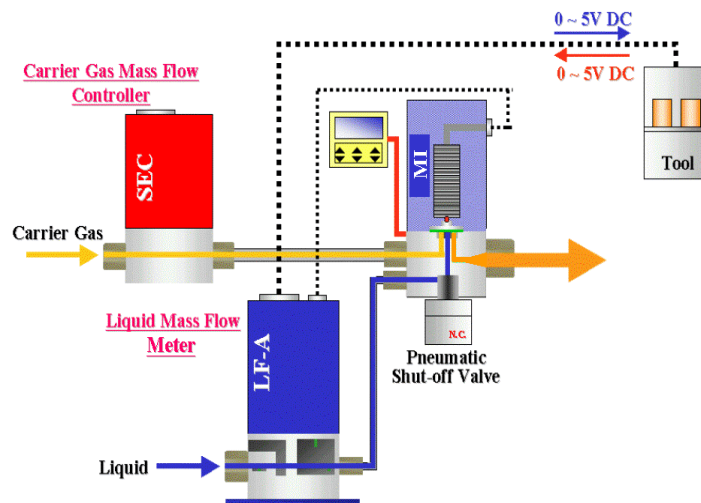 0 ~ 5V DC
0 ~ 5V DC
Carrier Gas Mass Flow
Controller
SEC
MI
Tool
Carrier Gas
Liquid Mass Flow
Meter
LF-A
N.C.
Pneumatic
Shut-off Valve
Liquid